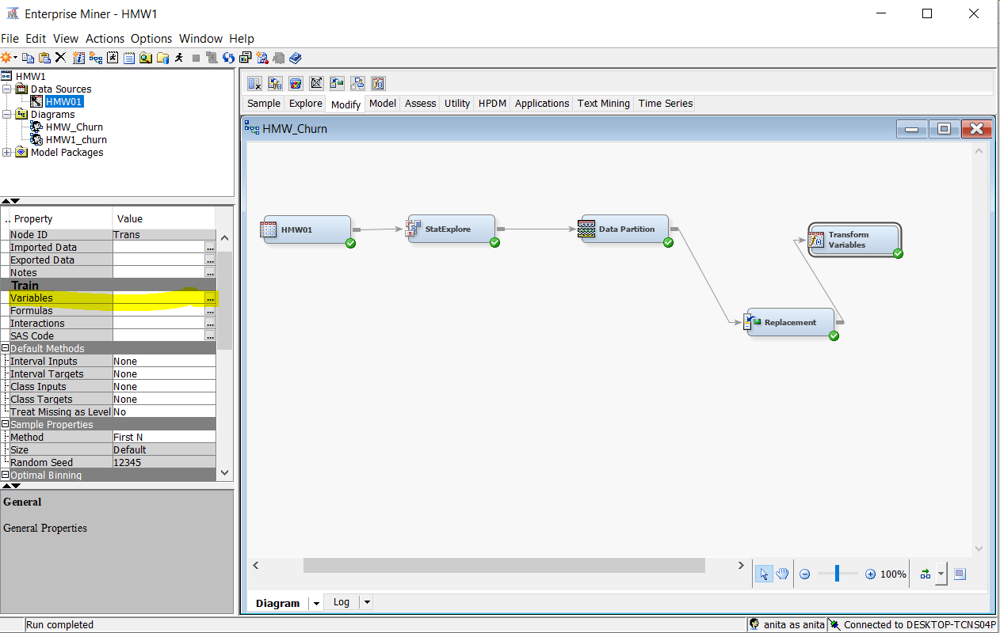 Enterprise Miner - HMW1
File Edit View Actions Options Window Help
HMW1
Data Sources
HMW01
Diagrams
HMW_Churn
HMW1_churn
Model Packages
.. Property Value
Node ID Trans
Imported Data ...
Exported Data ...
Notes ...
Train
Variables ...
Formulas ...
Interactions ...
SAS Code ...
Default Methods
Interval Inputs None
Interval Targets None
Class Inputs None
Class Targets None
Treat Missing as Level No
Sample Properties
Method First N
Size Default
Random Seed 12345
Optimal Binning
General
General Properties
Sample Explore Modify Model Assess Utility HPDM Applications Text Mining Time Series
HMW_Churn
HMW01
StatExplore
Data Partition
Transform
Variables
Replacement
100%
Diagram Log
Run completed
anita as anita Connected to DESKTOP-TCNS04P